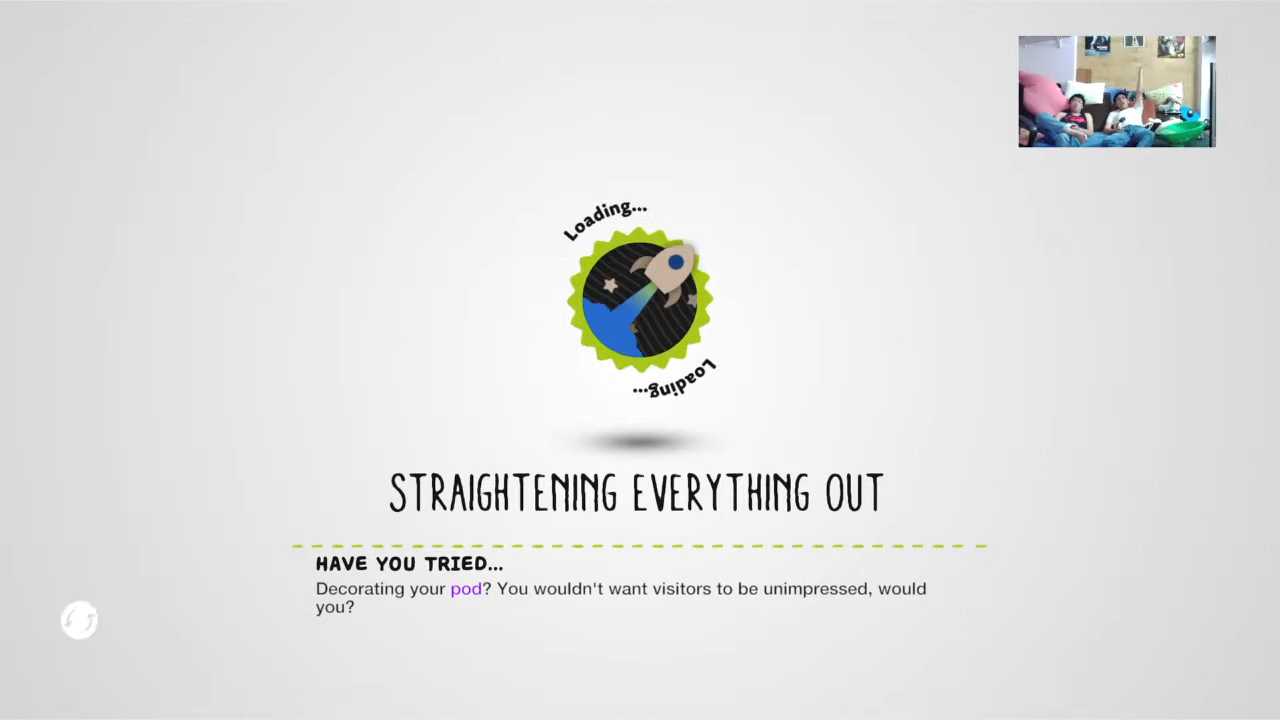 Loading...
Loading...
STRAIGHTENING EVERYTHING OUT
HAVE YOU TRIED...
Decorating your pod? You wouldn't want visitors to be unimpressed, would
you?